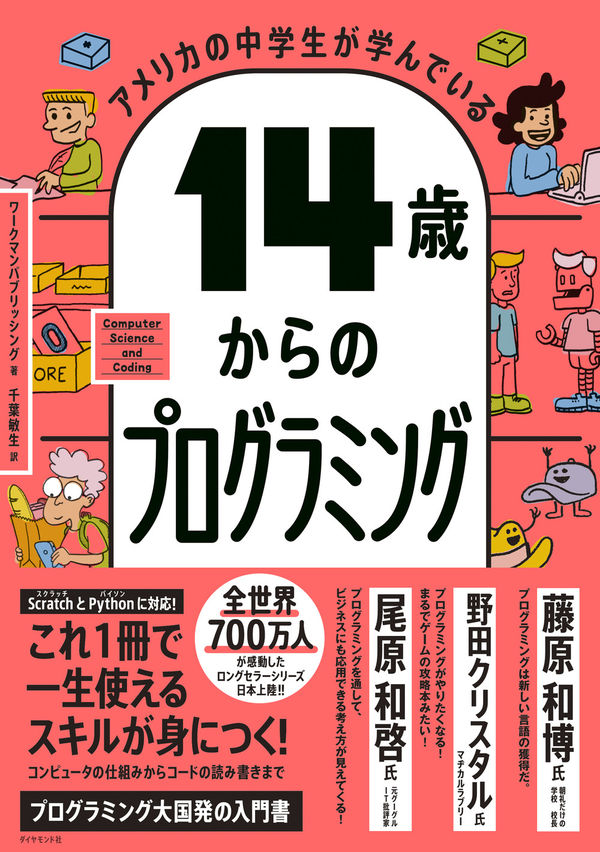 アメリカの中学生が学んでいる
14歳
からの
プログラミング
Computer
Science
and
Coding
ワークマンパブリッシング 著
千葉敏生 訳
ORE
スクラッチ パイソン
ScratchとPythonに対応!
これ1冊で
一生使える
スキルが身につく!
コンピュータの仕組みからコードの読み書きまで
プログラミング大国発の入門書
全世界
700万人
が感動した
ロングセラーシリーズ
日本上陸!!
プログラミングは新しい言語の獲得だ。
藤原 和博 氏
朝礼だけの
学校 校長
プログラミングがやりたくなる!
まるでゲームの攻略本みたい!
野田クリスタル 氏
マヂカルラブリー
プログラミングを通して、
ビジネスにも応用できる考え方が見えてくる!
尾原 和啓 氏
元グーグル
IT批評家
ダイヤモンド社